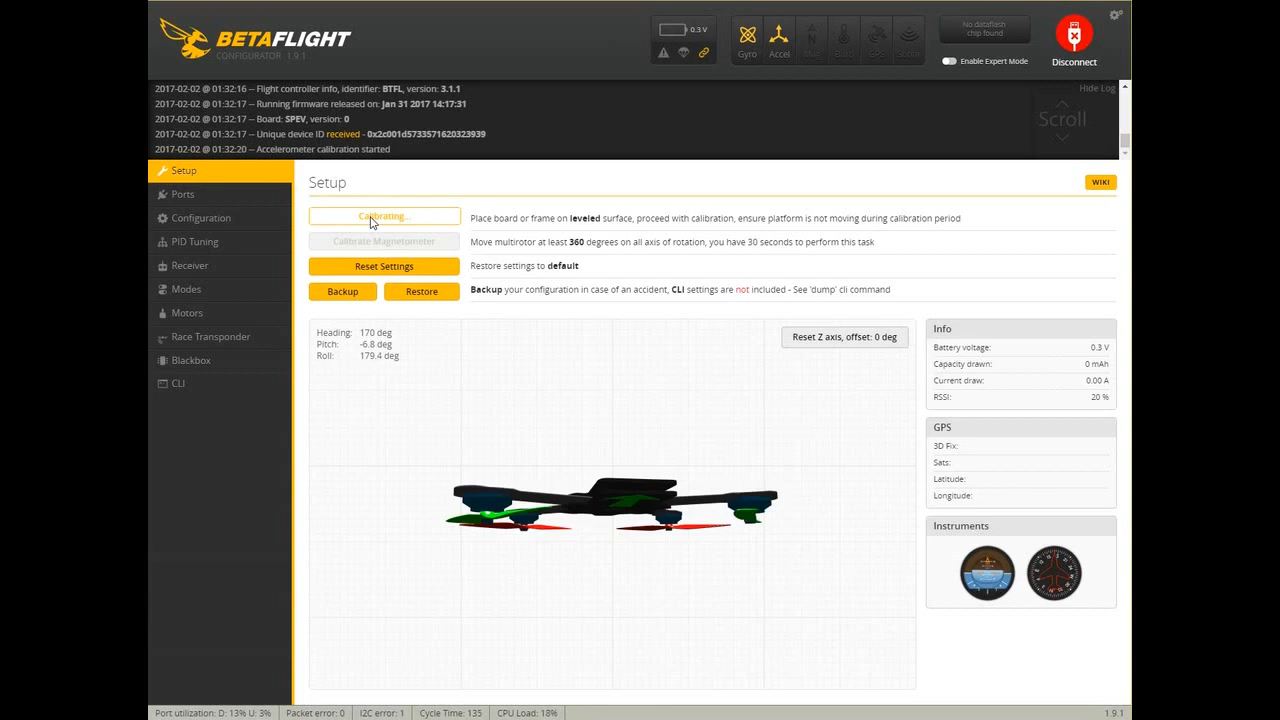 BETAFLIGHT
CONFIGURATOR 1.9.1
0.3 V
Gyro
Accel
No dataflash
chip found
Enable Expert Mode
Disconnect
2017-02-02 @ 01:32:16 -- Flight controller info, identifier: BTFL, version: 3.1.1
2017-02-02 @ 01:32:17 -- Running firmware released on: Jan 31 2017 14:17:31
2017-02-02 @ 01:32:17 -- Board: SPEV, version: 0
2017-02-02 @ 01:32:17 -- Unique device ID received - 0x2c001d5733571620323939
2017-02-02 @ 01:32:20 -- Accelerometer calibration started
Hide Log
Scroll
Setup
Ports
Configuration
PID Tuning
Receiver
Modes
Motors
Race Transponder
Blackbox
CLI
Setup
WIKI
Calibrating...
Place board or frame on leveled surface, proceed with calibration, ensure platform is not moving during calibration period
Calibrate Magnetometer
Move multirotor at least 360 degrees on all axis of rotation, you have 30 seconds to perform this task
Reset Settings
Restore settings to default
Backup
Restore
Backup your configuration in case of an accident, CLI settings are not included - See 'dump' cli command
Heading: 170 deg
Pitch: -6.8 deg
Roll: 179.4 deg
Reset Z axis, offset: 0 deg
Info
Battery voltage: 0.3 V
Capacity drawn: 0 mAh
Current draw: 0.00 A
RSSI: 20 %
GPS
3D Fix:
Sats:
Latitude:
Longitude:
Instruments
Port utilization: D: 13% U: 3%
Packet error: 0
I2C error: 1
Cycle Time: 135
CPU Load: 18%
1.9.1